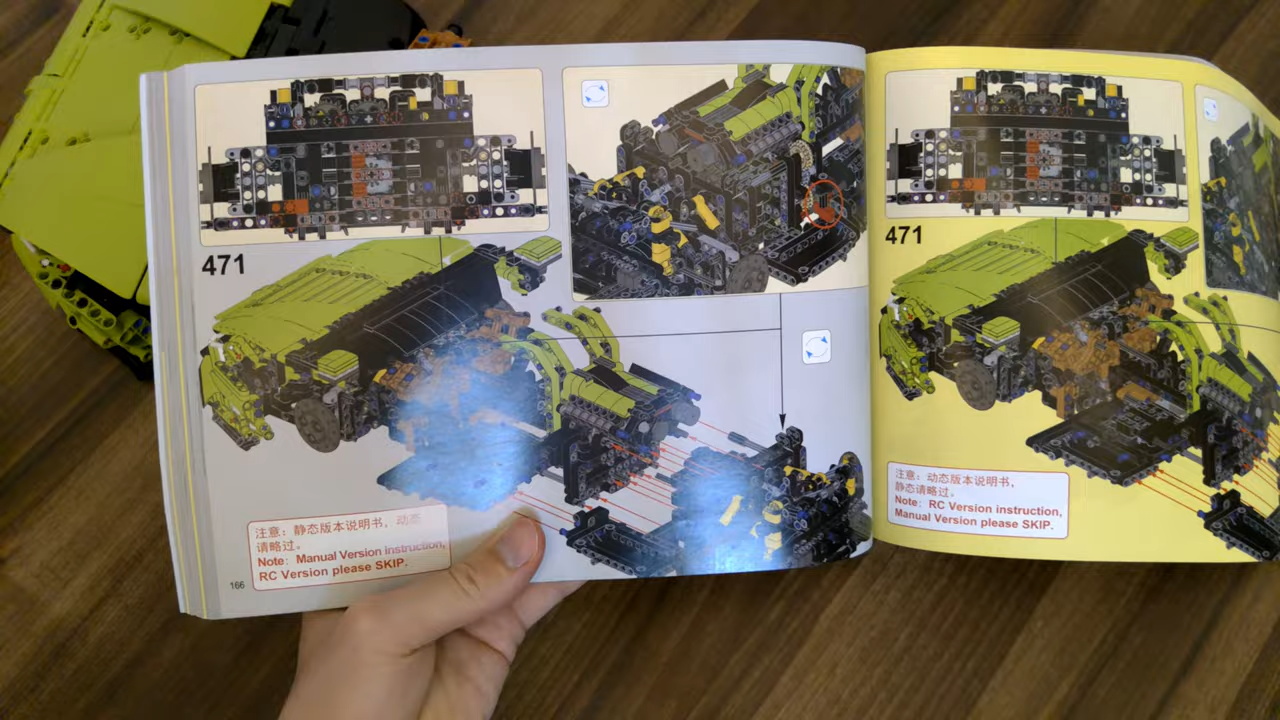 471
注意：静态版本说明书，动态
请略过。
Note: Manual Version instruction,
RC Version please SKIP.
166
471
注意：动态版本说明书，
静态请略过。
Note: RC Version instruction,
Manual Version please SKIP.